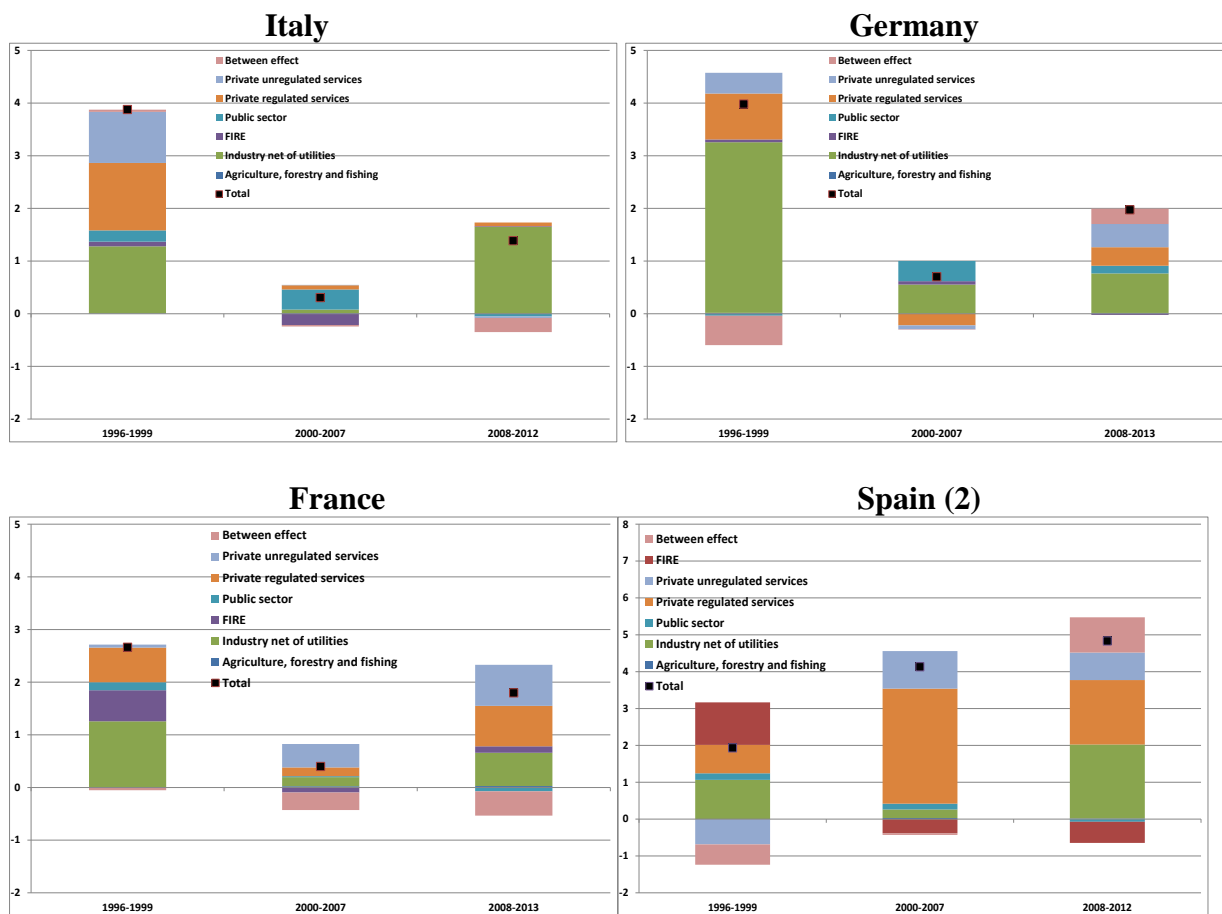 Italy
5
4
3
2
1
0
-1
-2
Between effect
Private unregulated services
Private regulated services
Public sector
FIRE
Industry net of utilities
Agriculture, forestry and fishing
Total
1996-1999 2000-2007 2008-2012
Germany
5
4
3
2
1
0
-1
-2
Between effect
Private unregulated services
Private regulated services
Public sector
FIRE
Industry net of utilities
Agriculture, forestry and fishing
Total
1996-1999 2000-2007 2008-2013
France
5
4
3
2
1
0
-1
-2
Between effect
Private unregulated services
Private regulated services
Public sector
FIRE
Industry net of utilities
Agriculture, forestry and fishing
Total
1996-1999 2000-2007 2008-2013
Spain (2)
8
7
6
5
4
3
2
1
0
-1
-2
Between effect
FIRE
Private unregulated services
Private regulated services
Public sector
Industry net of utilities
Agriculture, forestry and fishing
Total
1996-1999 2000-2007 2008-2012